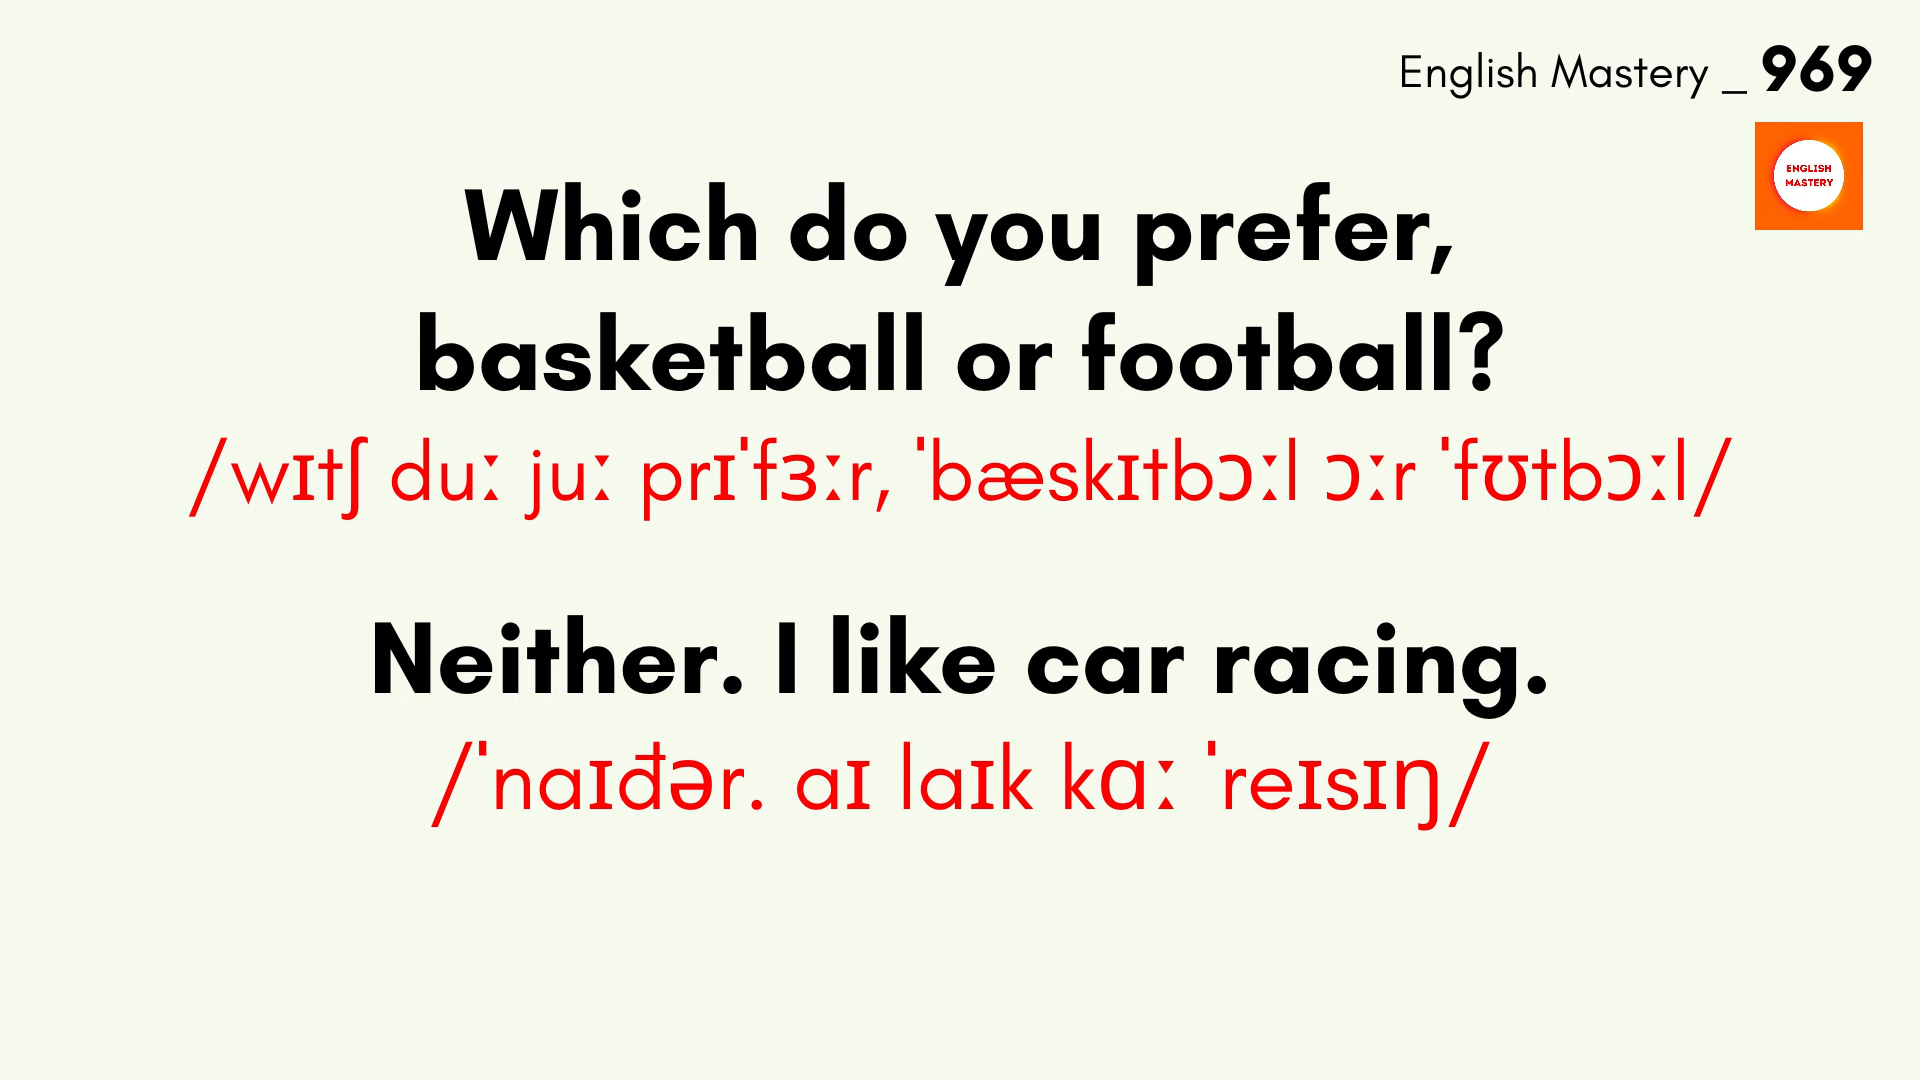 English Mastery _ 969
ENGLISH
MASTERY
Which do you prefer,
basketball or football?
/wɪtʃ duː juː prɪˈfɜːr, ˈbæskɪtbɔːl ɔːr ˈfʊtbɔːl/
Neither. I like car racing.
/ˈnaɪđər. aɪ laɪk kɑː ˈreɪsɪŋ/